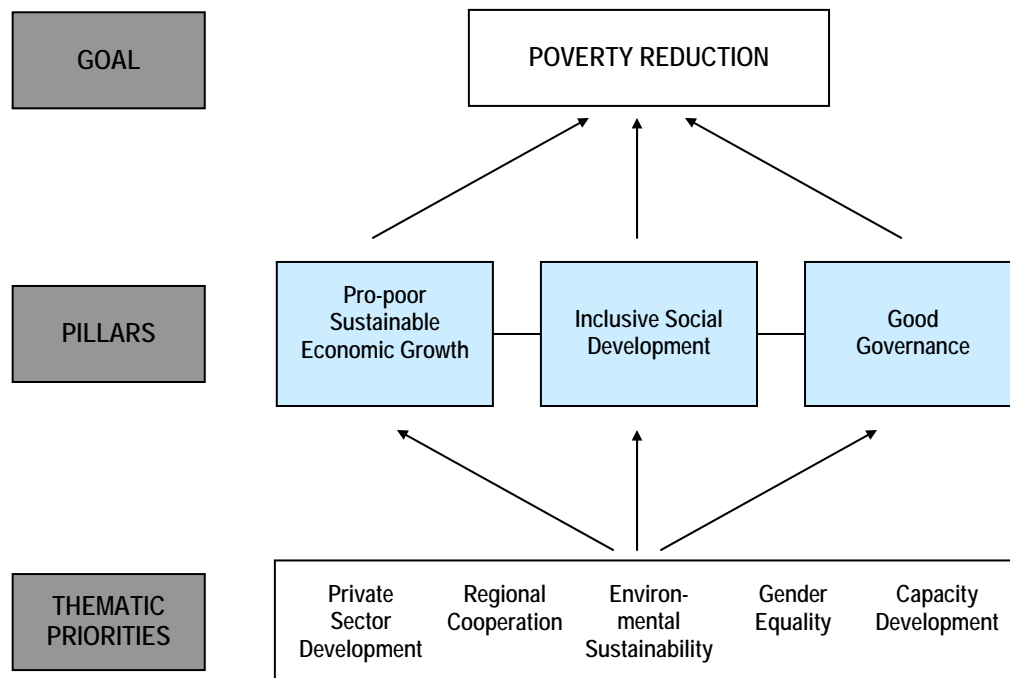 GOAL
POVERTY REDUCTION
PILLARS
Pro-poor
Sustainable
Economic Growth
Inclusive Social
Development
Good
Governance
THEMATIC
PRIORITIES
Private
Sector
Development
Regional
Cooperation
Environ-
mental
Sustainability
Gender
Equality
Capacity
Development